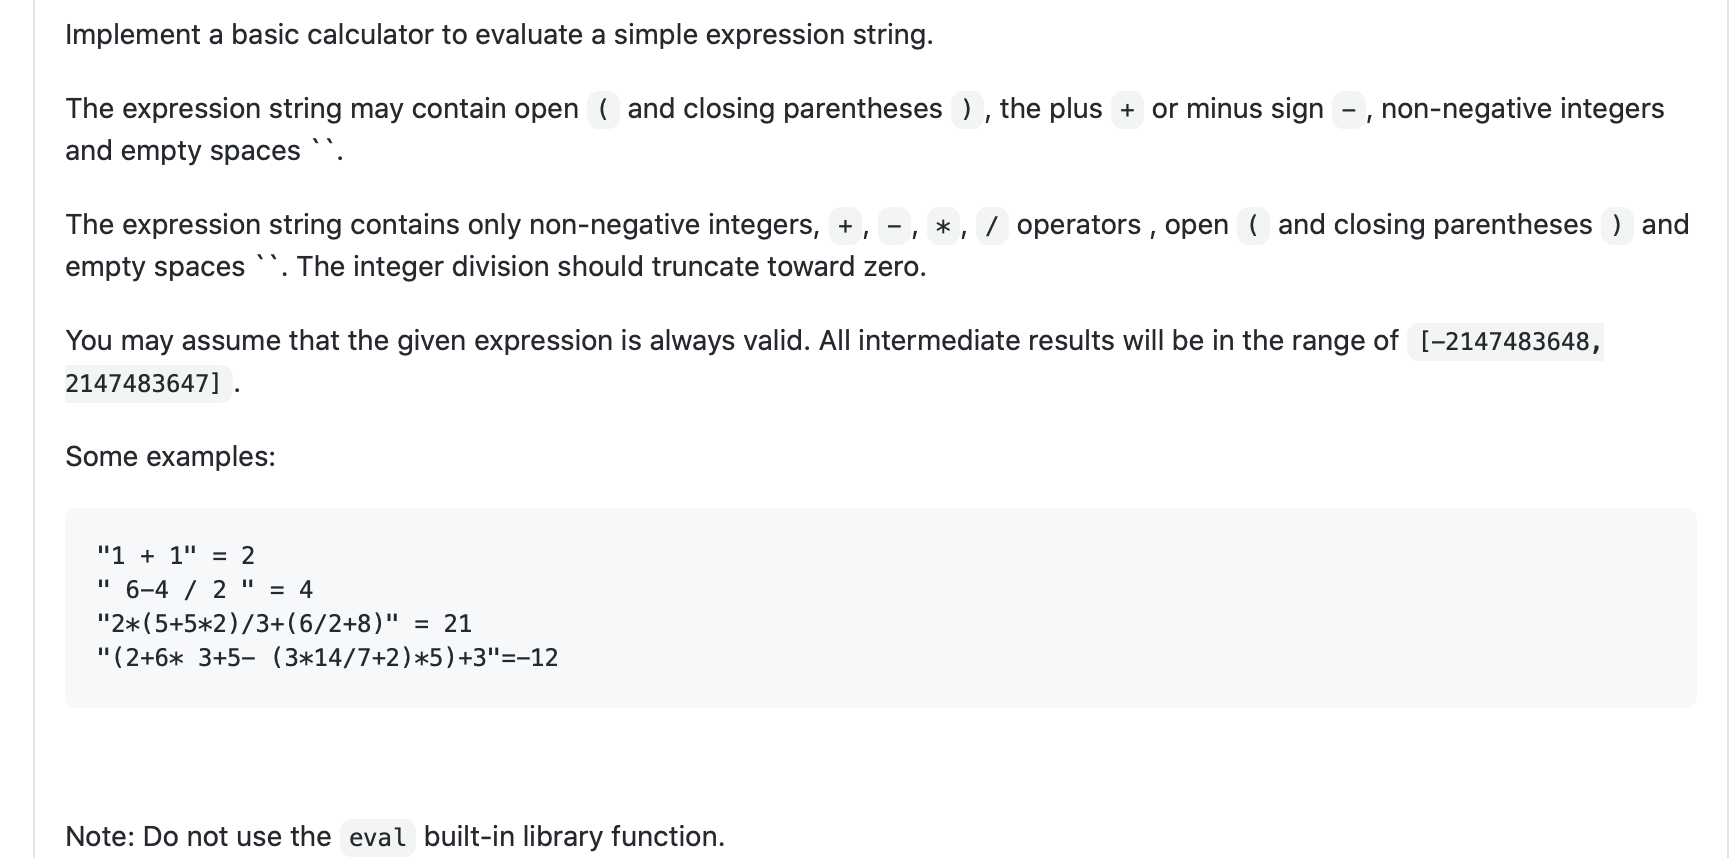 Implement a basic calculator to evaluate a simple expression string.
The expression string may contain open ( and closing parentheses ), the plus + or minus sign -, non-negative integers
and empty spaces ``.
The expression string contains only non-negative integers, +, -, *, / operators , open ( and closing parentheses ) and
empty spaces ``. The integer division should truncate toward zero.
You may assume that the given expression is always valid. All intermediate results will be in the range of [-2147483648,
2147483647].
Some examples:
"1 + 1" = 2
" 6-4 / 2 " = 4
"2*(5+5*2)/3+(6/2+8)" = 21
"(2+6* 3+5- (3*14/7+2)*5)+3"=-12
Note: Do not use the eval built-in library function.